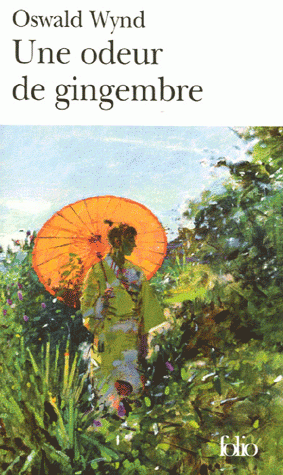 Oswald Wynd
Une odeur
de gingembre
folio